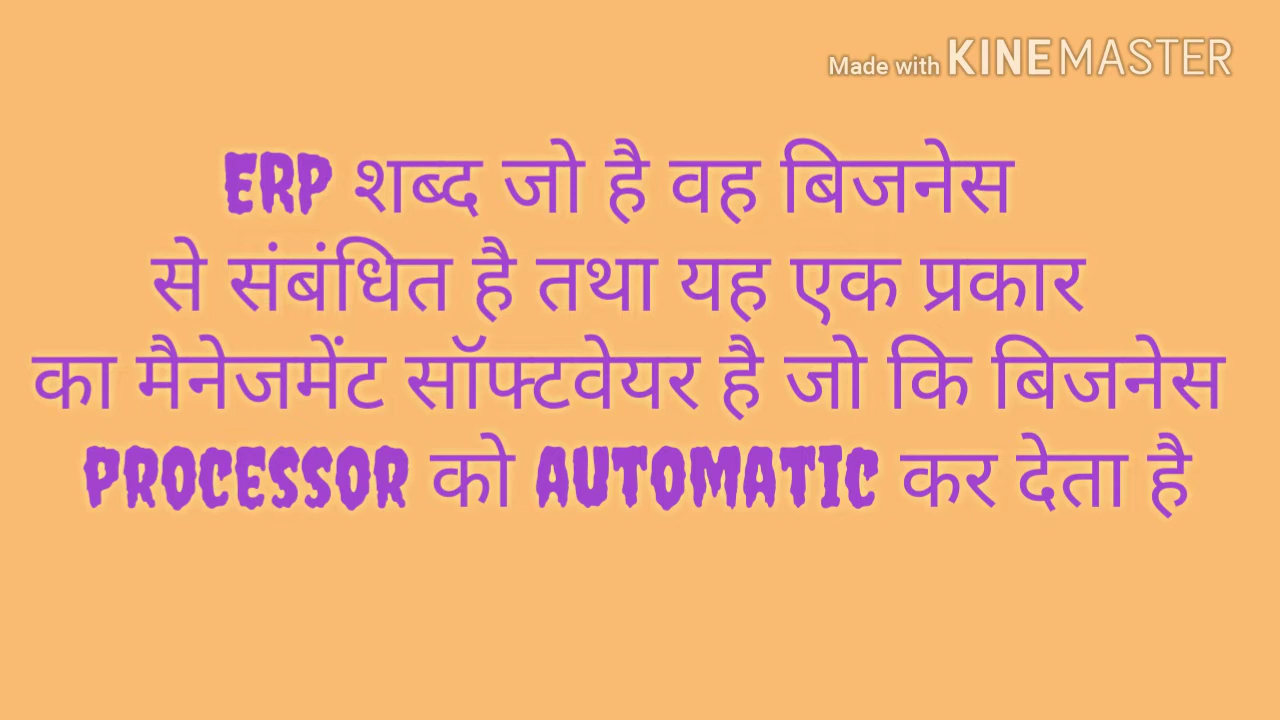 Made with KINEMASTER
ERP शब्द जो है वह बिजनेस
से संबंधित है तथा यह एक प्रकार
का मैनेजमेंट सॉफ्टवेयर है जो कि बिजनेस
PROCESSOR को AUTOMATIC कर देता है